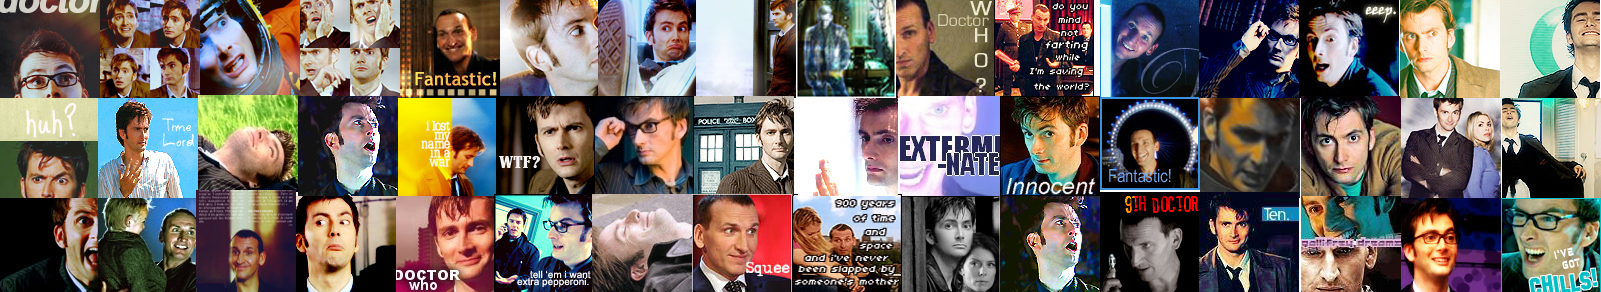 doctor
Fantastic!
W
Doctor
H
O
?
do you
mind
not
farting
while
I'm saving
the world?
eeep.
huh?
Time
Lord
i lost
my
name
in a
war
WTF?
POLICE BOX
EXTERMI
-NATE
Innocent
Fantastic!
DOCTOR
who
tell 'em i want
extra pepperoni.
Squee
900 years
of time
and
space
and i've never
been slapped by
someone's mother
9TH DOCTOR
Ten.
gallifrey dreams
I'VE
GOT
CHILLS!